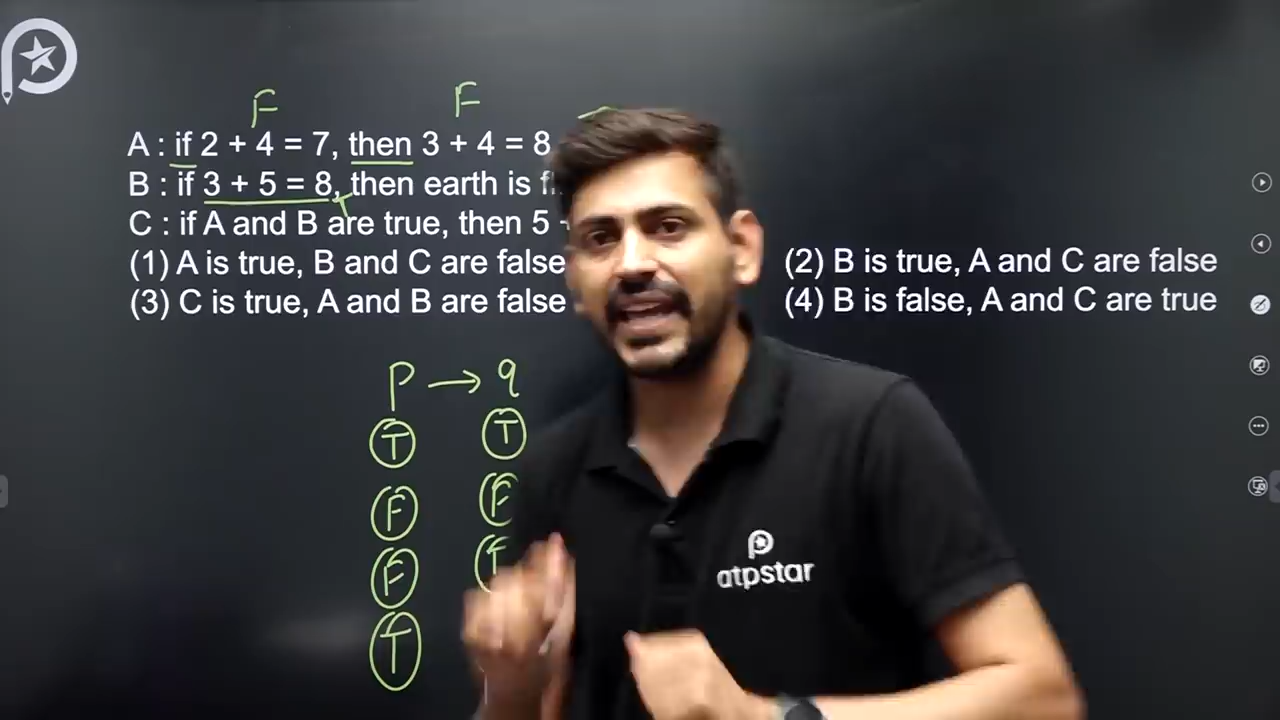 F F
A : if 2 + 4 = 7, then 3 + 4 = 8
B : if 3 + 5 = 8, then earth is
T
C : if A and B are true, then 5
(1) A is true, B and C are false
(2) B is true, A and C are false
(3) C is true, A and B are false
(4) B is false, A and C are true
P → q
T T
F F
F
T
atpstar